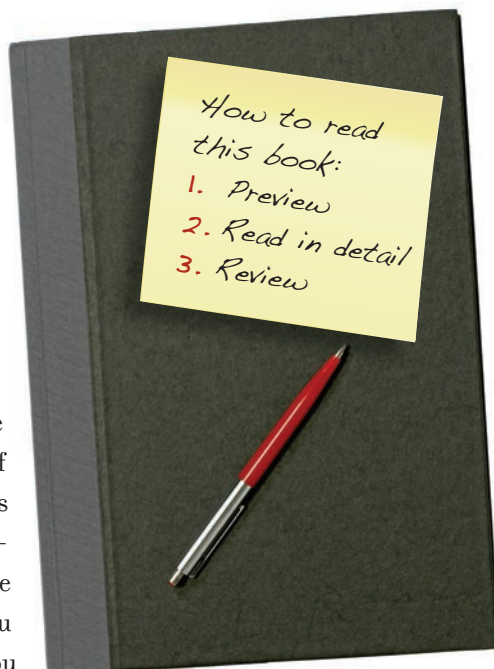 How to read
this book:
1. Preview
2. Read in detail
3. Review